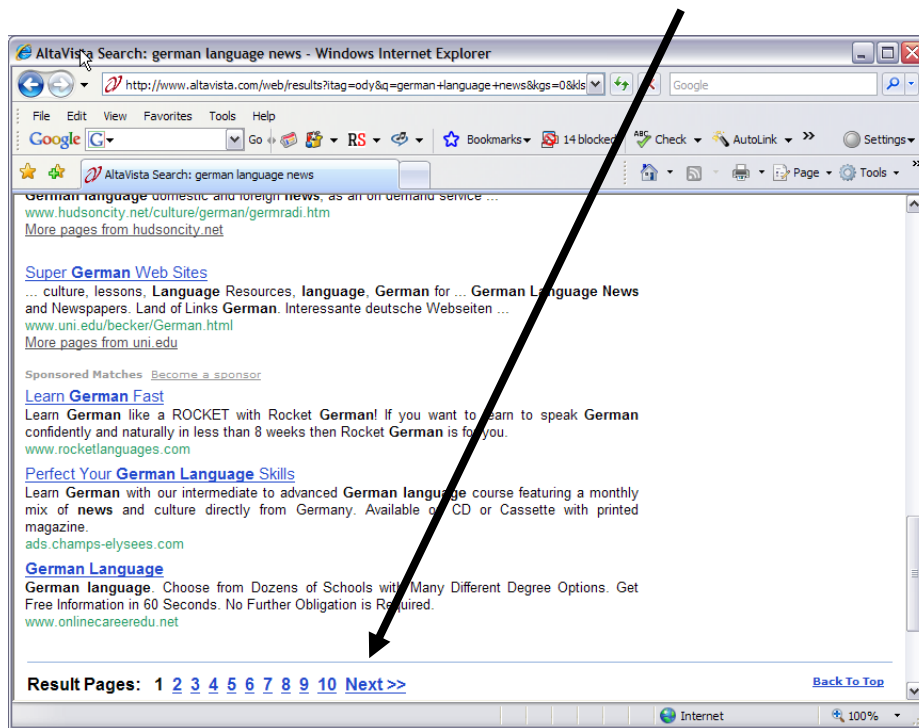 AltaVista Search: german language news - Windows Internet Explorer
http://www.altavista.com/web/results?itag=ody&q=german+language+news&kgs=0&kls Google
File Edit View Favorites Tools Help
Google G Go RS Bookmarks 14 blocked Check AutoLink >> Settings
AltaVista Search: german language news Page Tools >>
German language domestic and foreign news, as an on demand service ...
www.hudsoncity.net/culture/german/germradi.htm
More pages from hudsoncity.net
Super German Web Sites
... culture, lessons, Language Resources, language, German for ... German Language News
and Newspapers. Land of Links German. Interessante deutsche Webseiten ...
www.uni.edu/becker/German.html
More pages from uni.edu
Sponsored Matches Become a sponsor
Learn German Fast
Learn German like a ROCKET with Rocket German! If you want to learn to speak German
confidently and naturally in less than 8 weeks then Rocket German is for you.
www.rocketlanguages.com
Perfect Your German Language Skills
Learn German with our intermediate to advanced German language course featuring a monthly
mix of news and culture directly from Germany. Available on CD or Cassette with printed
magazine.
ads.champs-elysees.com
German Language
German language. Choose from Dozens of Schools with Many Different Degree Options. Get
Free Information in 60 Seconds. No Further Obligation is Required.
www.onlinecareeredu.net
Result Pages: 1 2 3 4 5 6 7 8 9 10 Next >> Back To Top
Internet 100%